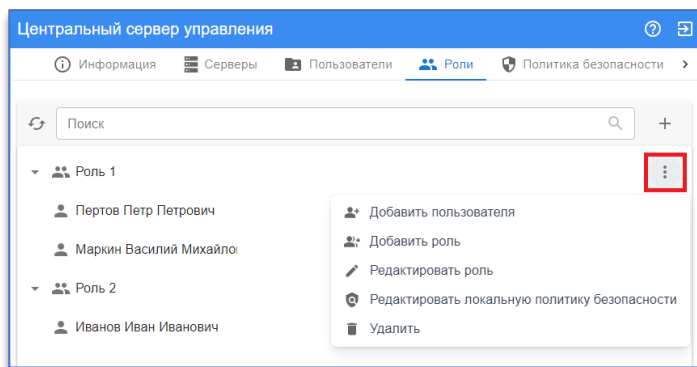 Центральный сервер управления
Информация Серверы Пользователи Роли Политика безопасности
Поиск
Роль 1
Пертов Петр Петрович
Добавить пользователя
Маркин Василий Михайло
Добавить роль
Редактировать роль
Роль 2
Редактировать локальную политику безопасности
Иванов Иван Иванович
Удалить